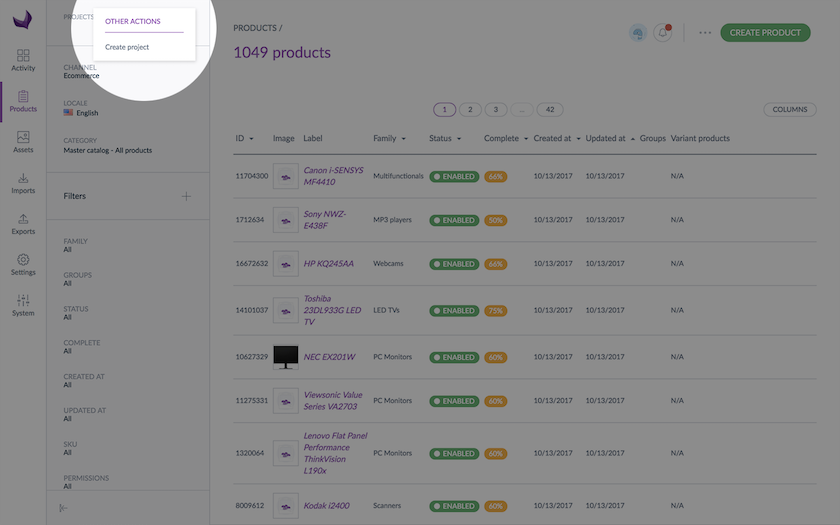 PROJECTS
OTHER ACTIONS
Create project
CHANNEL
Ecommerce
LOCALE
English
CATEGORY
Master catalog - All products
Filters
FAMILY
All
GROUPS
All
STATUS
All
COMPLETE
All
CREATED AT
All
UPDATED AT
All
SKU
All
PERMISSIONS
All
Activity
Products
Assets
Imports
Exports
Settings
System
PRODUCTS /
1049 products
CREATE PRODUCT
1 2 3 ... 42
COLUMNS
ID Image Label Family Status Complete Created at Updated at Groups Variant products
11704300 Canon i-SENSYS MF4410 Multifunctionals ENABLED 66% 10/13/2017 10/13/2017 N/A
1712634 Sony NWZ-E438F MP3 players ENABLED 50% 10/13/2017 10/13/2017 N/A
16672632 HP KQ245AA Webcams ENABLED 66% 10/13/2017 10/13/2017 N/A
14101037 Toshiba 23DL933G LED TV LED TVs ENABLED 75% 10/13/2017 10/13/2017 N/A
10627329 NEC EX201W PC Monitors ENABLED 60% 10/13/2017 10/13/2017 N/A
11275331 Viewsonic Value Series VA2703 PC Monitors ENABLED 60% 10/13/2017 10/13/2017 N/A
1320064 Lenovo Flat Panel Performance ThinkVision L190x PC Monitors ENABLED 60% 10/13/2017 10/13/2017 N/A
8009612 Kodak i2400 Scanners ENABLED 60% 10/13/2017 10/13/2017 N/A